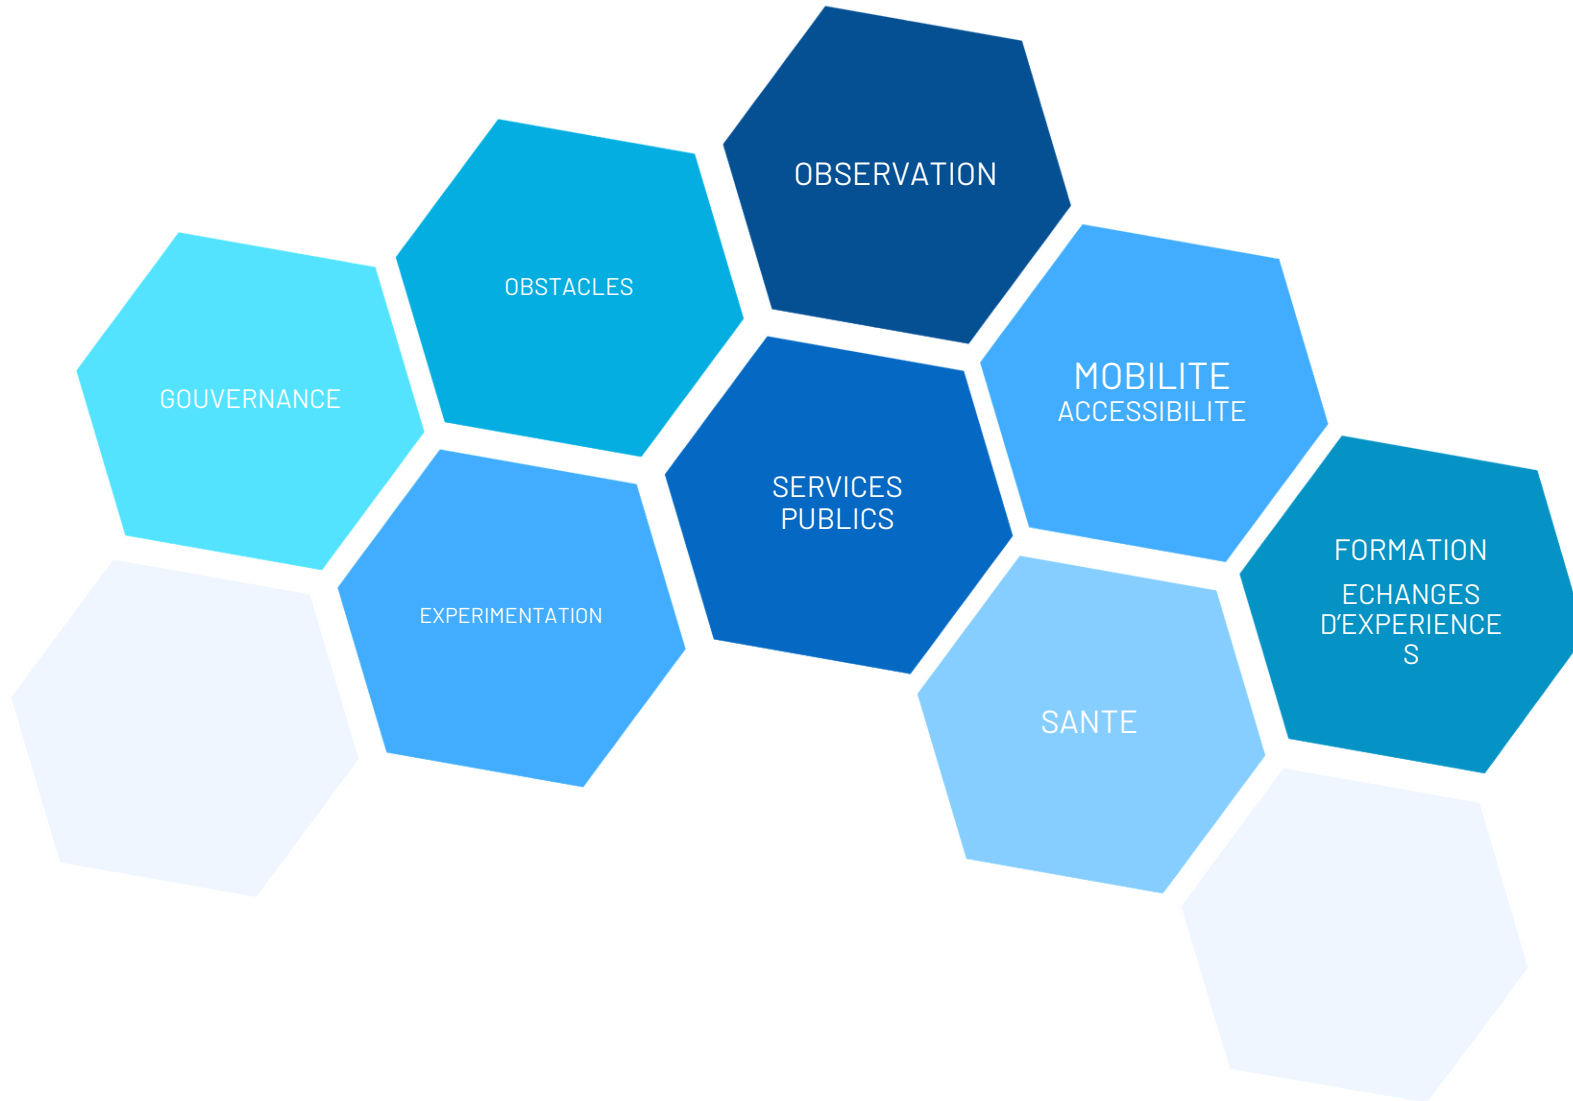 OBSERVATION
OBSTACLES
GOUVERNANCE
MOBILITE
ACCESSIBILITE
SERVICES
PUBLICS
EXPERIMENTATION
FORMATION
ECHANGES
D’EXPERIENCE
S
SANTE